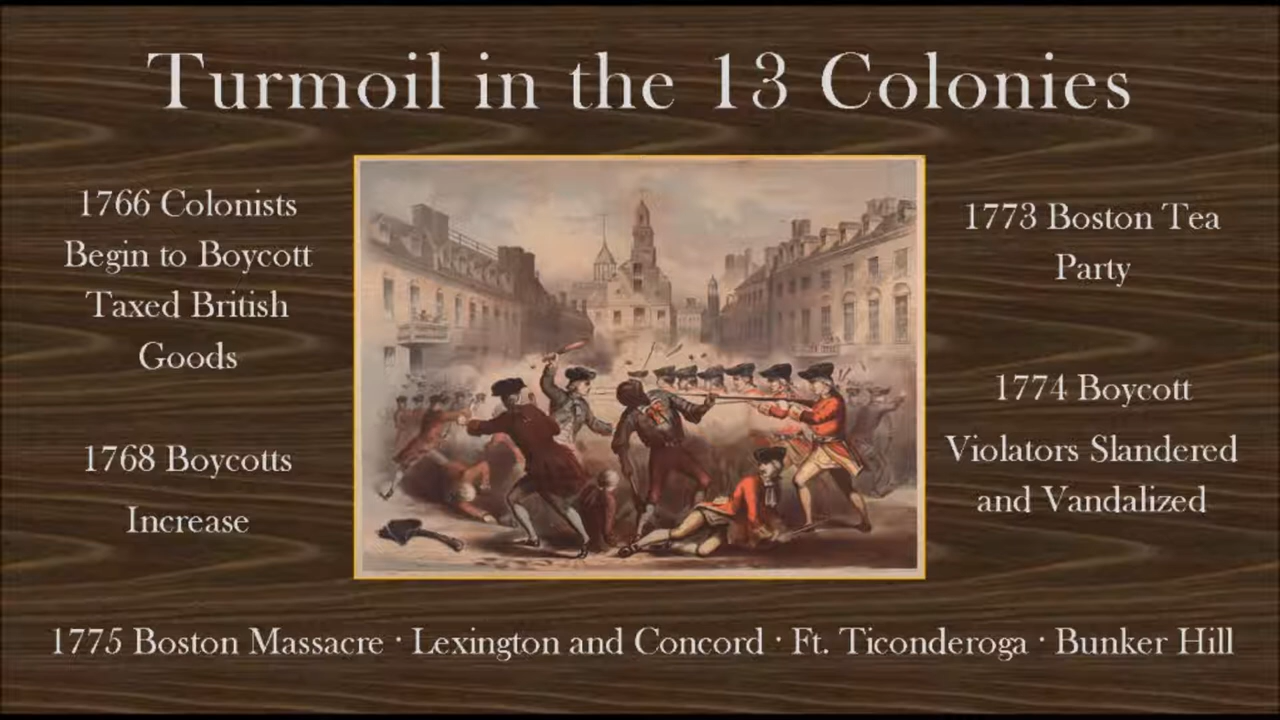 Turmoil in the 13 Colonies
1766 Colonists
Begin to Boycott
Taxed British
Goods
1768 Boycotts
Increase
1773 Boston Tea
Party
1774 Boycott
Violators Slandered
and Vandalized
1775 Boston Massacre · Lexington and Concord · Ft. Ticonderoga · Bunker Hill